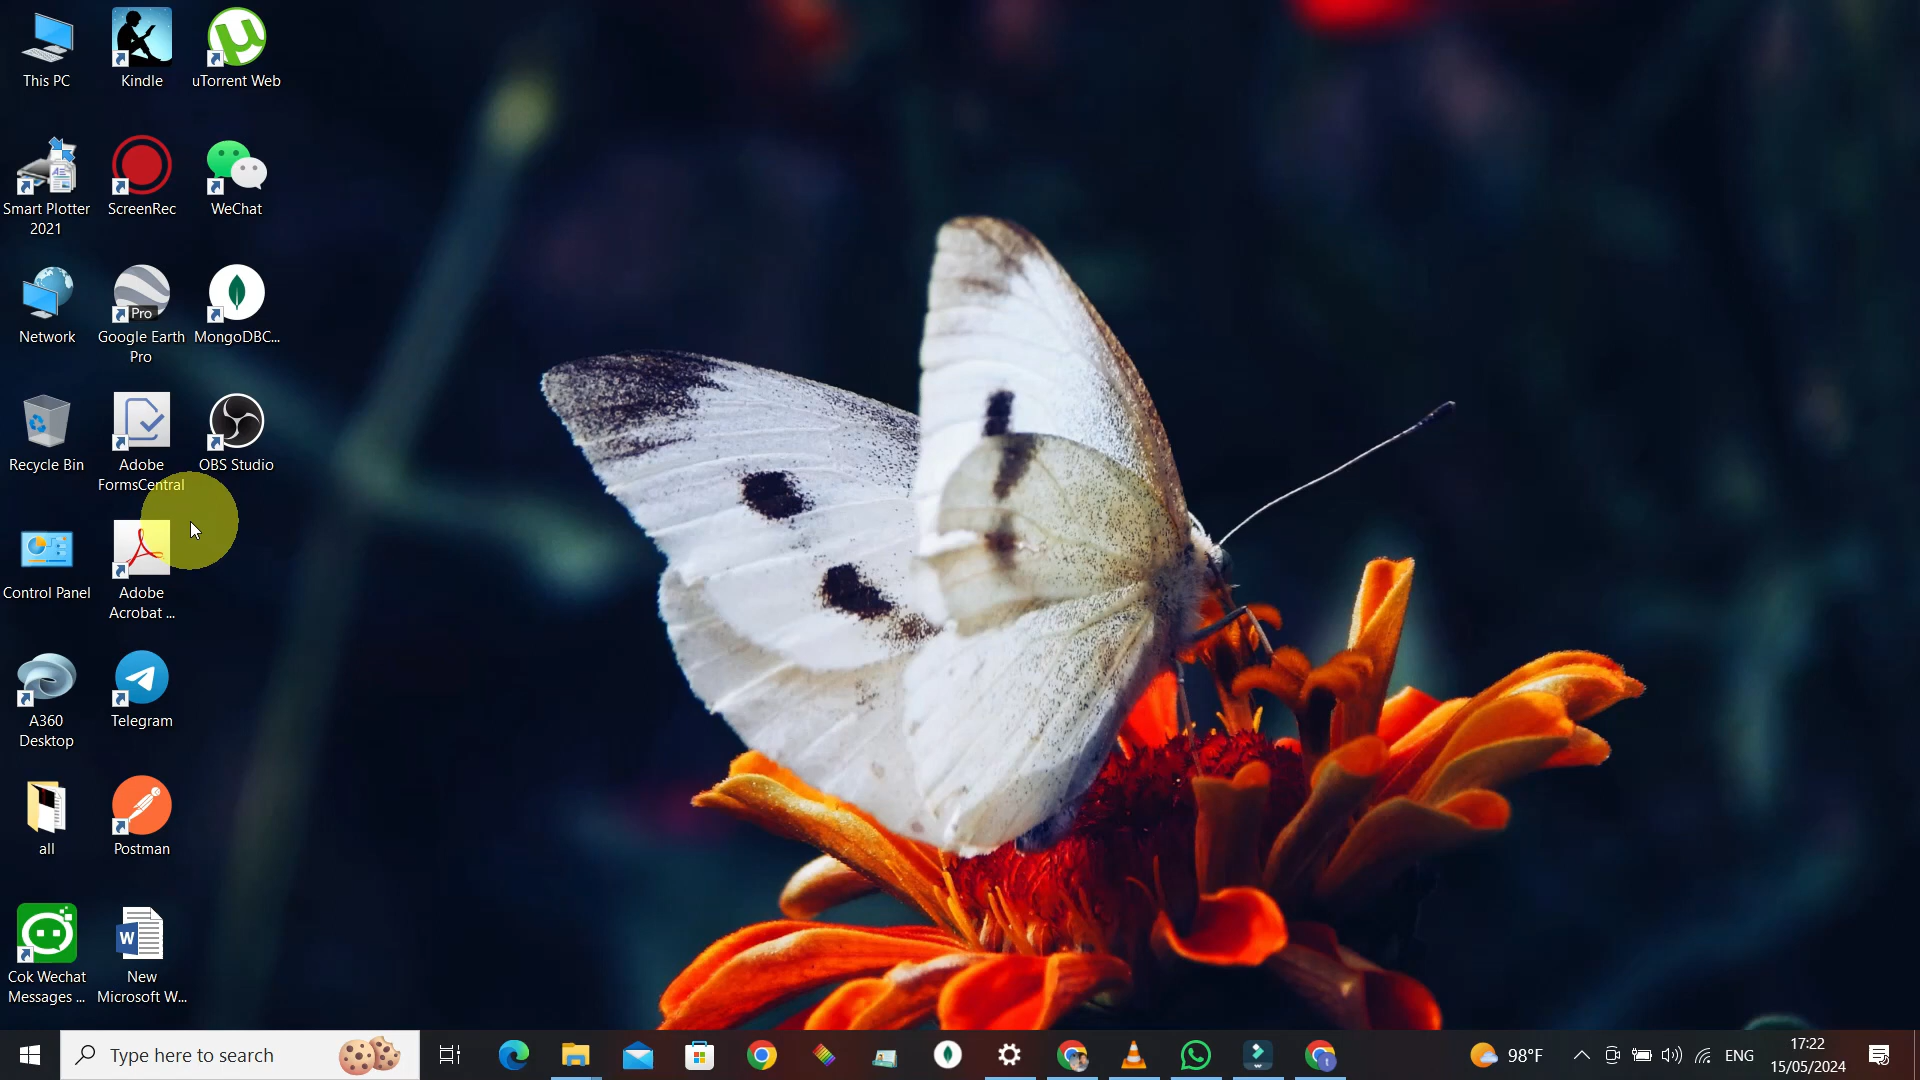 This PC
Kindle
uTorrent Web
Smart Plotter
2021
ScreenRec
WeChat
Network
Pro
Google Earth
Pro
MongoDBC...
Recycle Bin
Adobe
FormsCentral
OBS Studio
Control Panel
Adobe
Acrobat ...
A360
Desktop
Telegram
all
Postman
Cok Wechat
Messages ...
W
New
Microsoft W...
Type here to search
98°F
ENG
17:22
15/05/2024